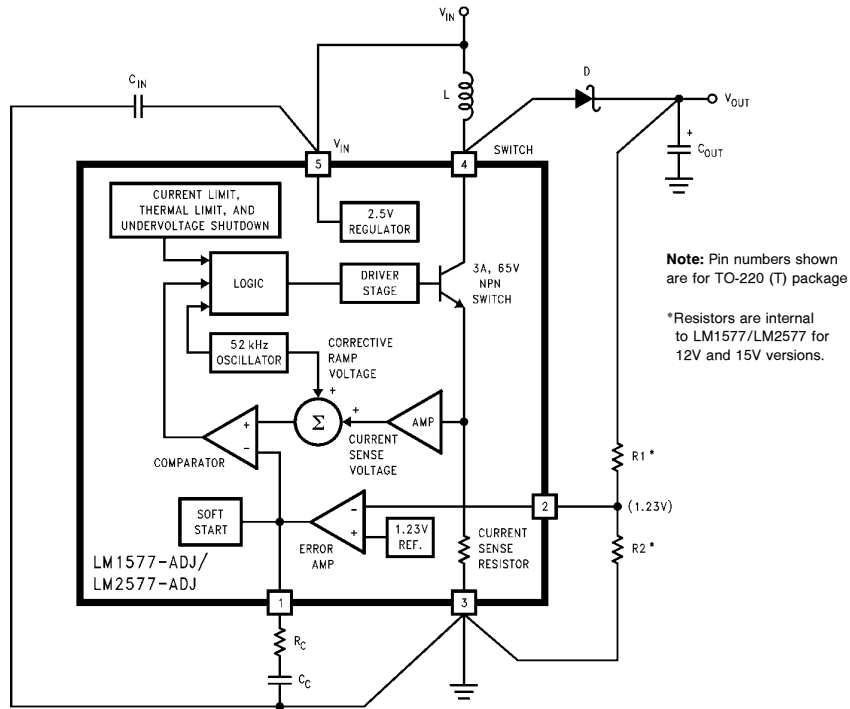 V_IN
C_IN
L
D
V_OUT
+
C_OUT
V_IN
SWITCH
5
4
CURRENT LIMIT,
THERMAL LIMIT, AND
UNDERVOLTAGE SHUTDOWN
2.5V
REGULATOR
LOGIC
DRIVER
STAGE
3A, 65V
NPN
SWITCH
Note: Pin numbers shown
are for TO-220 (T) package
*Resistors are internal
to LM1577/LM2577 for
12V and 15V versions.
52 kHz
OSCILLATOR
CORRECTIVE
RAMP
VOLTAGE
+
+
Σ
AMP
+
-
COMPARATOR
CURRENT
SENSE
VOLTAGE
R1*
2
(1.23V)
SOFT
START
-
+
1.23V
REF.
ERROR
AMP
CURRENT
SENSE
RESISTOR
R2*
LM1577-ADJ/
LM2577-ADJ
1
3
R_C
C_C